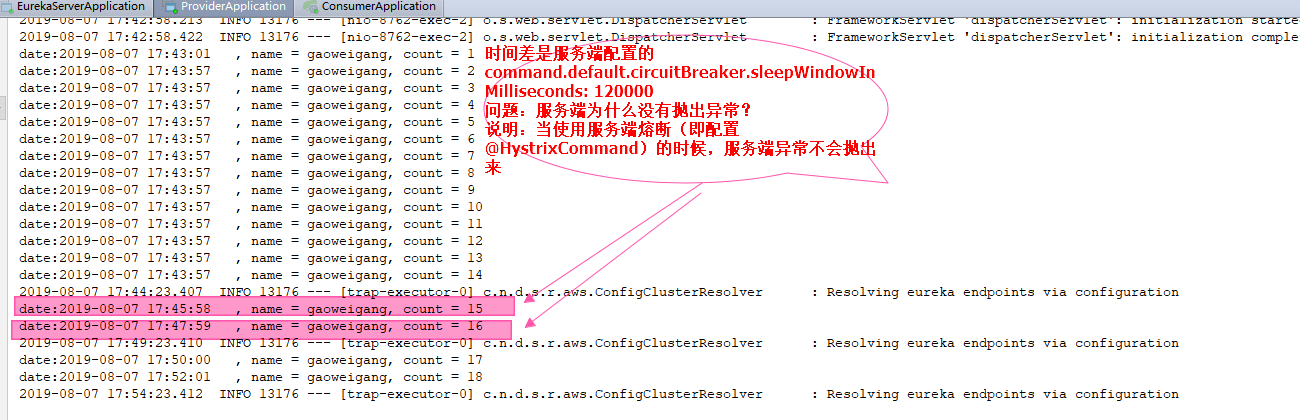 EurekaServerApplication ProviderApplication ConsumerApplication
2019-08-07 17:42:58.213 INFO 13176 --- [nio-8762-exec-2] o.s.web.servlet.DispatcherServlet : FrameworkServlet 'dispatcherServlet': initialization starte
2019-08-07 17:42:58.422 INFO 13176 --- [nio-8762-exec-2] o.s.web.servlet.DispatcherServlet : FrameworkServlet 'dispatcherServlet': initialization comple
date:2019-08-07 17:43:01 , name = gaoweigang, count = 1
date:2019-08-07 17:43:57 , name = gaoweigang, count = 2
date:2019-08-07 17:43:57 , name = gaoweigang, count = 3
date:2019-08-07 17:43:57 , name = gaoweigang, count = 4
date:2019-08-07 17:43:57 , name = gaoweigang, count = 5
date:2019-08-07 17:43:57 , name = gaoweigang, count = 6
date:2019-08-07 17:43:57 , name = gaoweigang, count = 7
date:2019-08-07 17:43:57 , name = gaoweigang, count = 8
date:2019-08-07 17:43:57 , name = gaoweigang, count = 9
date:2019-08-07 17:43:57 , name = gaoweigang, count = 10
date:2019-08-07 17:43:57 , name = gaoweigang, count = 11
date:2019-08-07 17:43:57 , name = gaoweigang, count = 12
date:2019-08-07 17:43:57 , name = gaoweigang, count = 13
date:2019-08-07 17:43:57 , name = gaoweigang, count = 14
时间差是服务端配置的
command.default.circuitBreaker.sleepWindowIn
Milliseconds: 120000
问题：服务端为什么没有抛出异常？
说明：当使用服务端熔断（即配置
@HystrixCommand）的时候，服务端异常不会抛出
来
2019-08-07 17:44:23.407 INFO 13176 --- [trap-executor-0] c.n.d.s.r.aws.ConfigClusterResolver : Resolving eureka endpoints via configuration
date:2019-08-07 17:45:58 , name = gaoweigang, count = 15
date:2019-08-07 17:47:59 , name = gaoweigang, count = 16
2019-08-07 17:49:23.410 INFO 13176 --- [trap-executor-0] c.n.d.s.r.aws.ConfigClusterResolver : Resolving eureka endpoints via configuration
date:2019-08-07 17:50:00 , name = gaoweigang, count = 17
date:2019-08-07 17:52:01 , name = gaoweigang, count = 18
2019-08-07 17:54:23.412 INFO 13176 --- [trap-executor-0] c.n.d.s.r.aws.ConfigClusterResolver : Resolving eureka endpoints via configuration